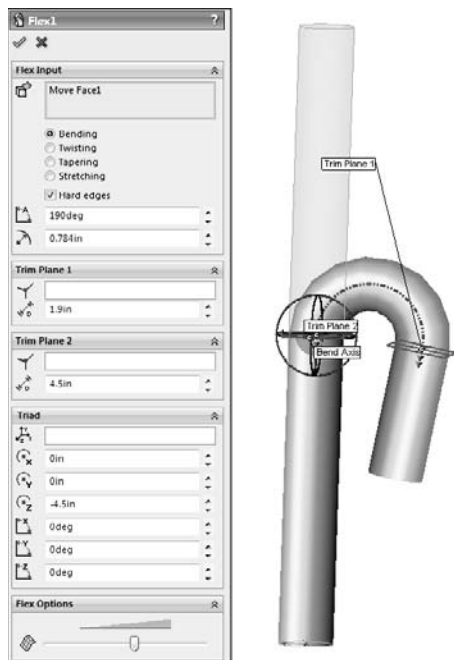 Flex1
?
Flex Input
Move Face1
Bending
Twisting
Tapering
Stretching
Hard edges
190deg
0.784in
Trim Plane 1
1.9in
Trim Plane 2
4.5in
Triad
0in
0in
-4.5in
0deg
0deg
0deg
Flex Options
Trim Plane 1
Trim Plane 2
Bend Axis